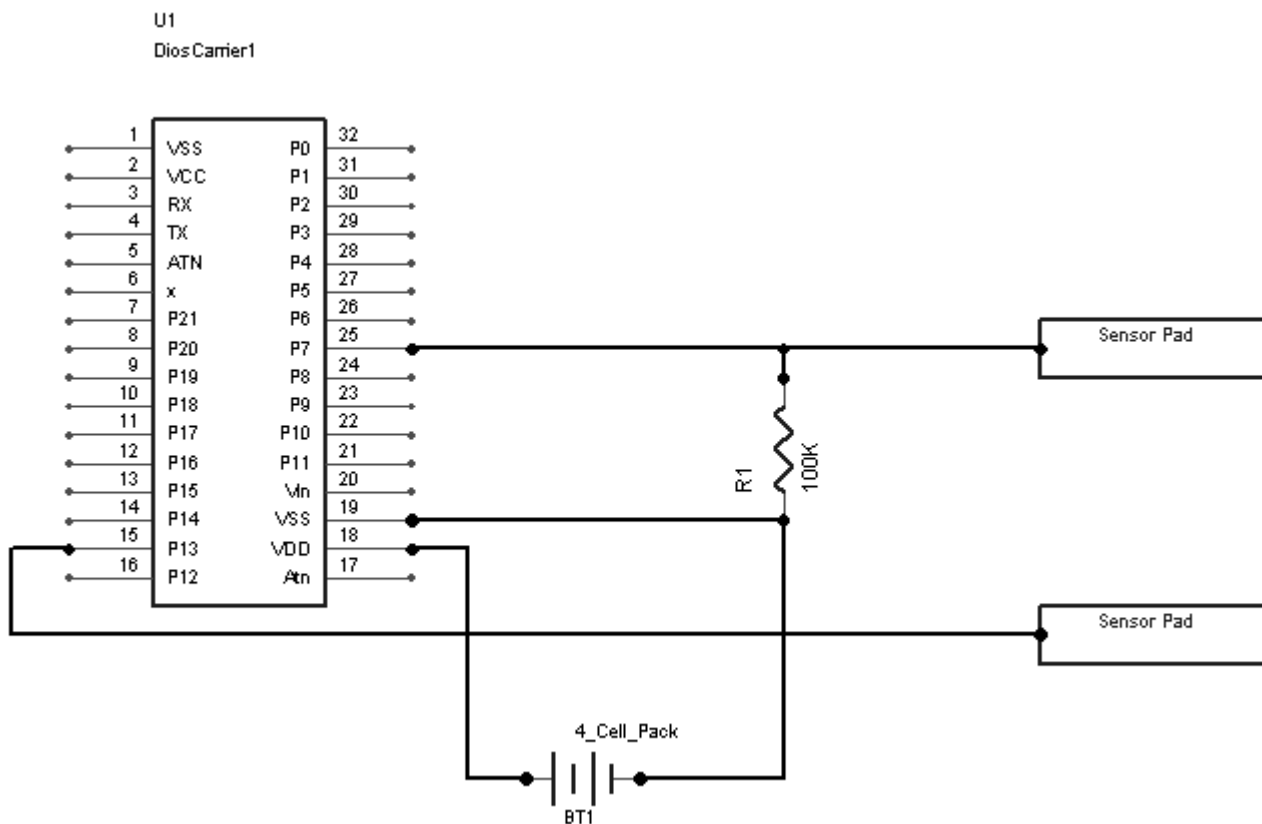 U1
DiosCarrier1
1 VSS P0 32
2 VCC P1 31
3 RX P2 30
4 TX P3 29
5 ATN P4 28
6 x P5 27
7 P21 P6 26
8 P20 P7 25
9 P19 P8 24
10 P18 P9 23
11 P17 P10 22
12 P16 P11 21
13 P15 Vin 20
14 P14 VSS 19
15 P13 VDD 18
16 P12 Atn 17
Sensor Pad
R1
100K
Sensor Pad
4_Cell_Pack
BT1